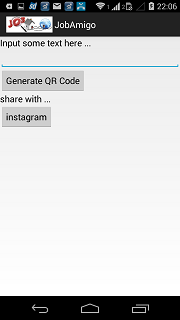 22:06
JobAmigo
Input some text here ...
Generate QR Code
share with ...
instagram